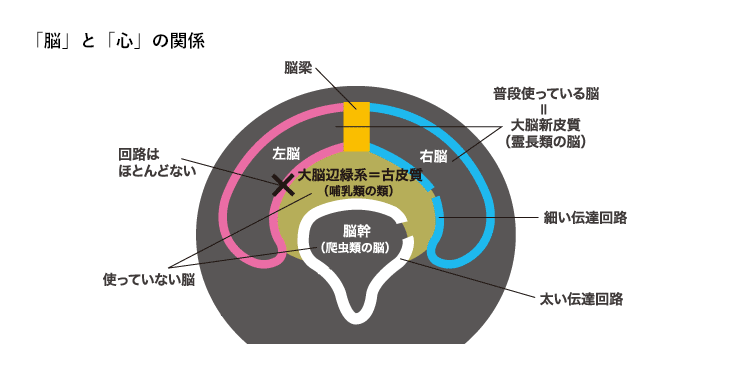 「脳」と「心」の関係
脳梁
普段使っている脳
＝
大脳新皮質
（霊長類の脳）
左脳
右脳
回路は
ほとんどない
大脳辺緑系＝古皮質
（哺乳類の類）
細い伝達回路
脳幹
（爬虫類の脳）
使っていない脳
太い伝達回路